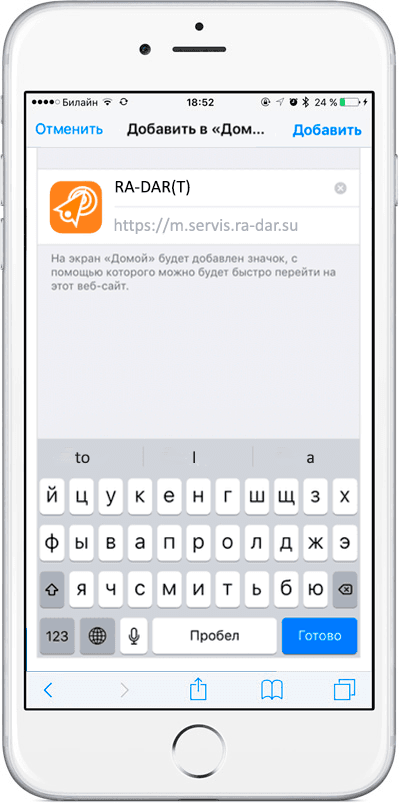 Билайн 18:52 24 %
Отменить Добавить в «Дом... Добавить
RA-DAR(T)
https://m.servis.ra-dar.su
На экран «Домой» будет добавлен значок, с
помощью которого можно будет быстро перейти на
этот веб-сайт.
to I a
й ц у к е н г ш щ з х
ф ы в а п р о л д ж э
я ч с м и т ь б ю
123 Пробел Готово